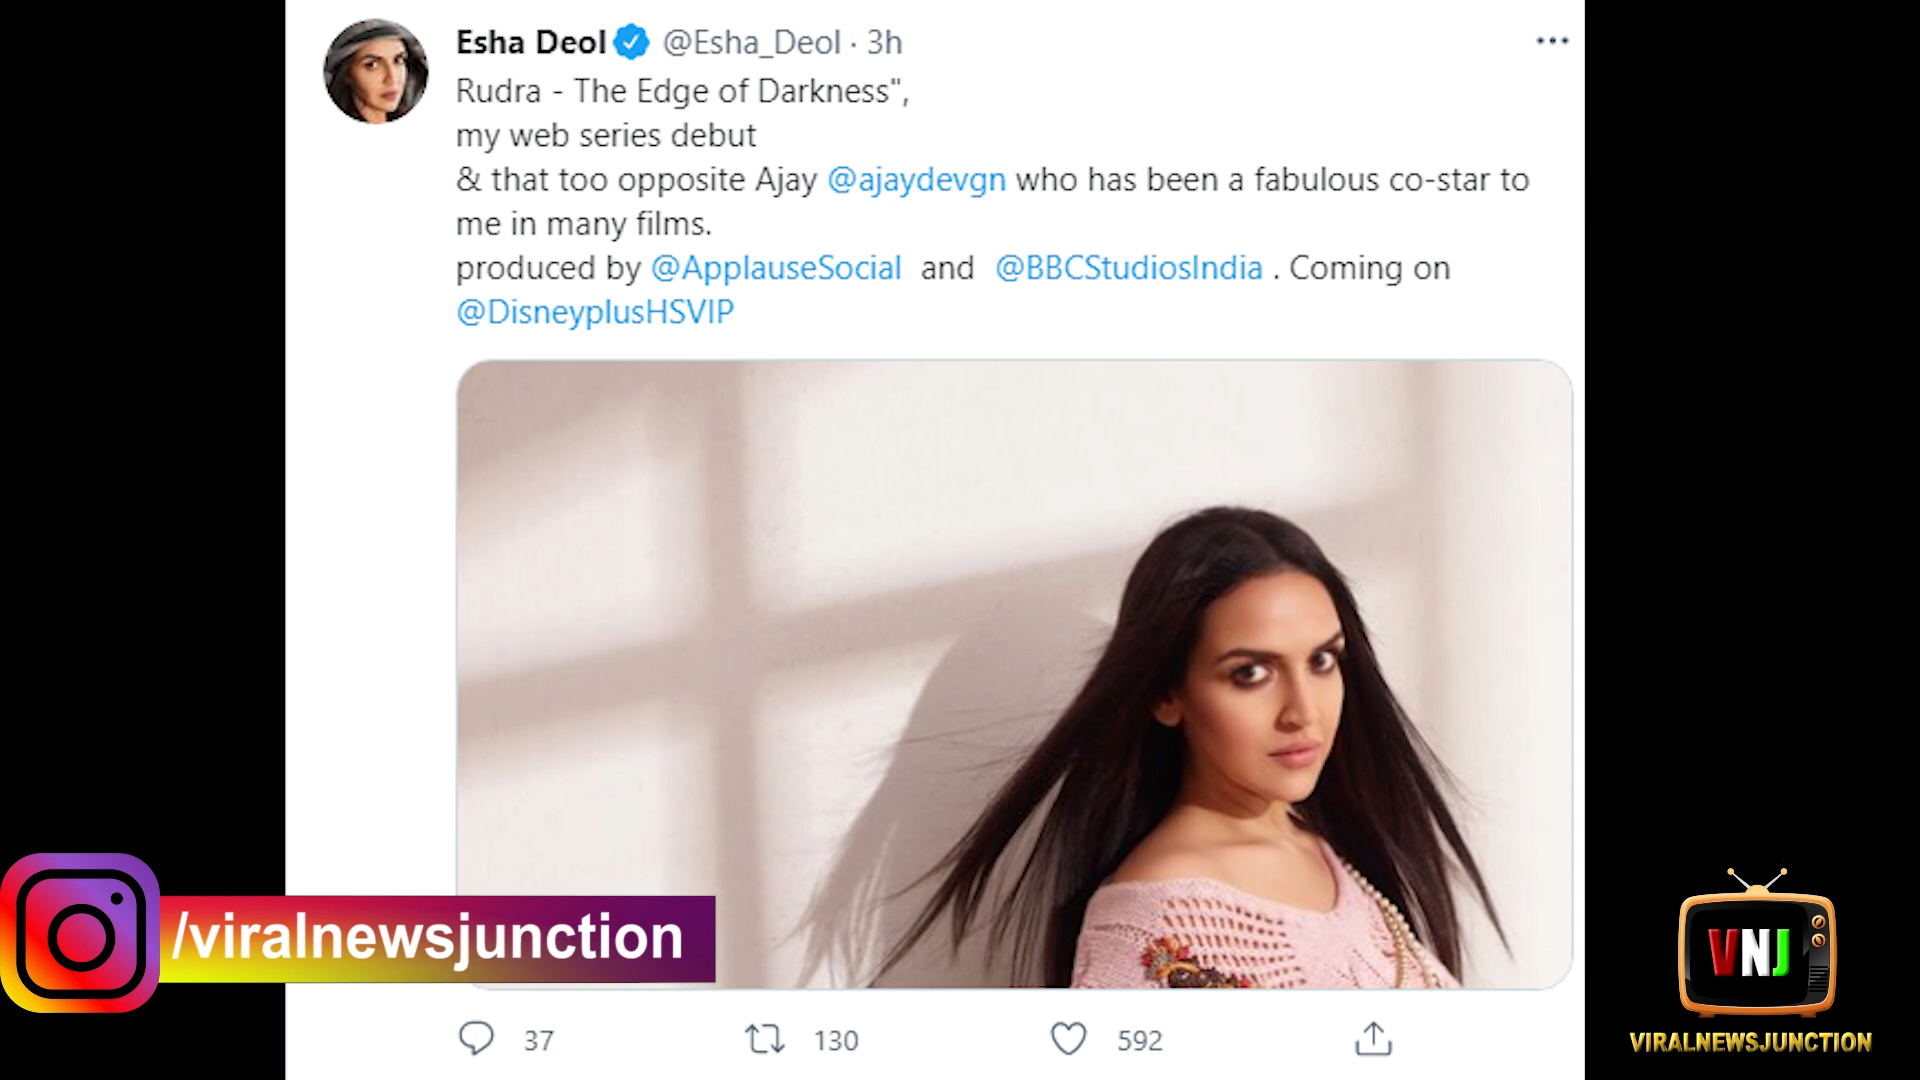 Esha Deol @Esha_Deol · 3h
Rudra - The Edge of Darkness",
my web series debut
& that too opposite Ajay @ajaydevgn who has been a fabulous co-star to
me in many films.
produced by @ApplauseSocial and @BBCStudiosIndia . Coming on
@DisneyplusHSVIP
/viralnewsjunction
VNJ
VIRALNEWSJUNCTION
37 130 592